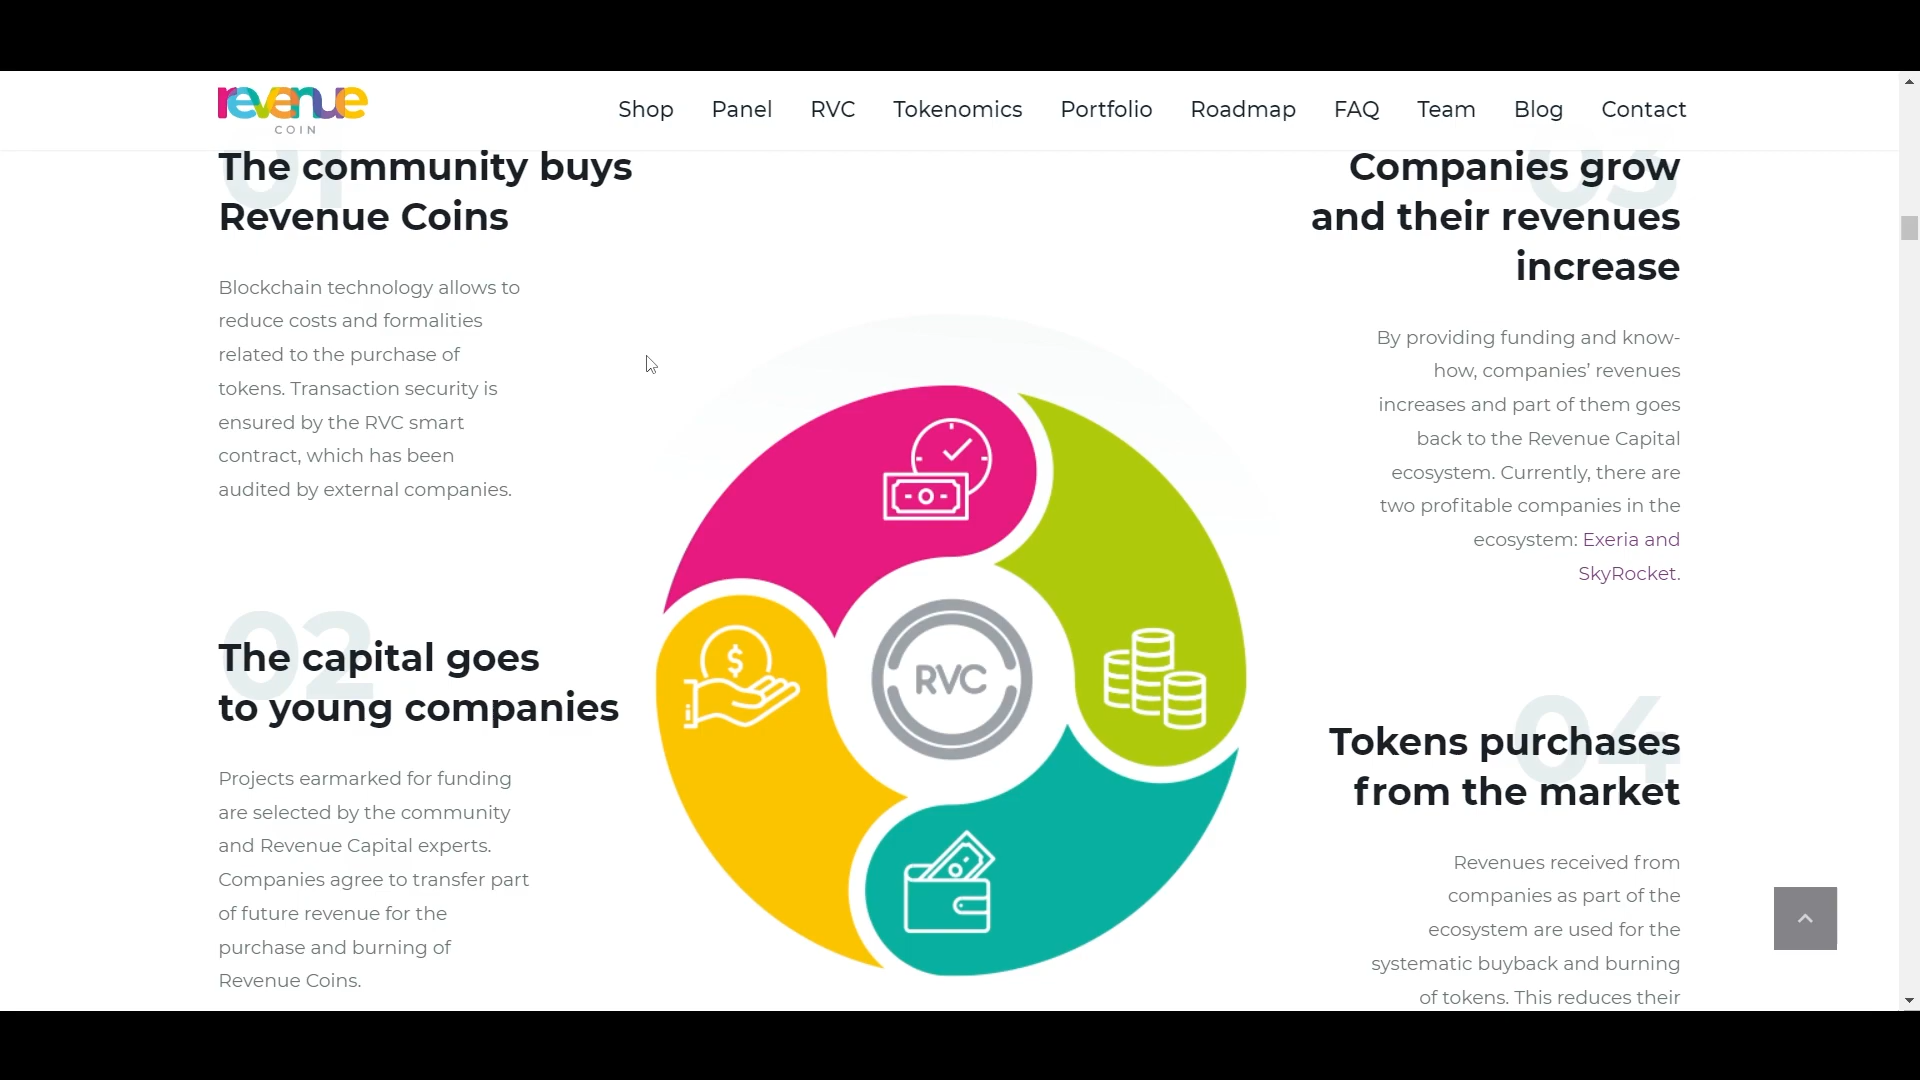 revenue
COIN
Shop Panel RVC Tokenomics Portfolio Roadmap FAQ Team Blog Contact
01
The community buys
Revenue Coins
Blockchain technology allows to
reduce costs and formalities
related to the purchase of
tokens. Transaction security is
ensured by the RVC smart
contract, which has been
audited by external companies.
02
The capital goes
to young companies
Projects earmarked for funding
are selected by the community
and Revenue Capital experts.
Companies agree to transfer part
of future revenue for the
purchase and burning of
Revenue Coins.
$
RVC
03
Companies grow
and their revenues
increase
By providing funding and know-
how, companies’ revenues
increases and part of them goes
back to the Revenue Capital
ecosystem. Currently, there are
two profitable companies in the
ecosystem: Exeria and
SkyRocket.
04
Tokens purchases
from the market
Revenues received from
companies as part of the
ecosystem are used for the
systematic buyback and burning
of tokens. This reduces their